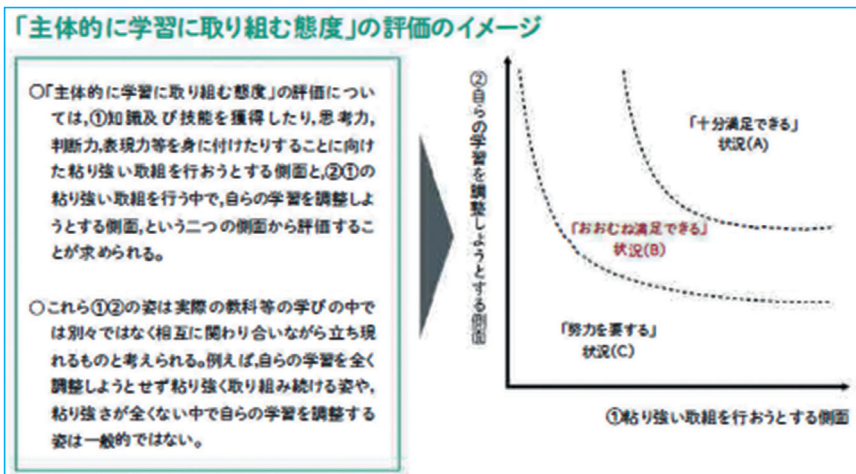 「主体的に学習に取り組む態度」の評価のイメージ
○「主体的に学習に取り組む態度」の評価につい
ては,①知識及び技能を獲得したり,思考力,
判断力,表現力等を身に付けたりすることに向け
た粘り強い取組を行おうとする側面と,②①の
粘り強い取組を行う中で,自らの学習を調整しよ
うとする側面,という二つの側面から評価するこ
とが求められる。
○これら①②の姿は実際の教科等の学びの中で
は別々ではなく相互に関わり合いながら立ち現
れるものと考えられる。例えば,自らの学習を全く
調整しようとせず粘り強く取り組み続ける姿や,
粘り強さが全くない中で自らの学習を調整する
姿は一般的ではない。
②自らの学習を調整しようとする側面
「十分満足できる」
状況(A)
「おおむね満足できる」
状況(B)
「努力を要する」
状況(C)
①粘り強い取組を行おうとする側面